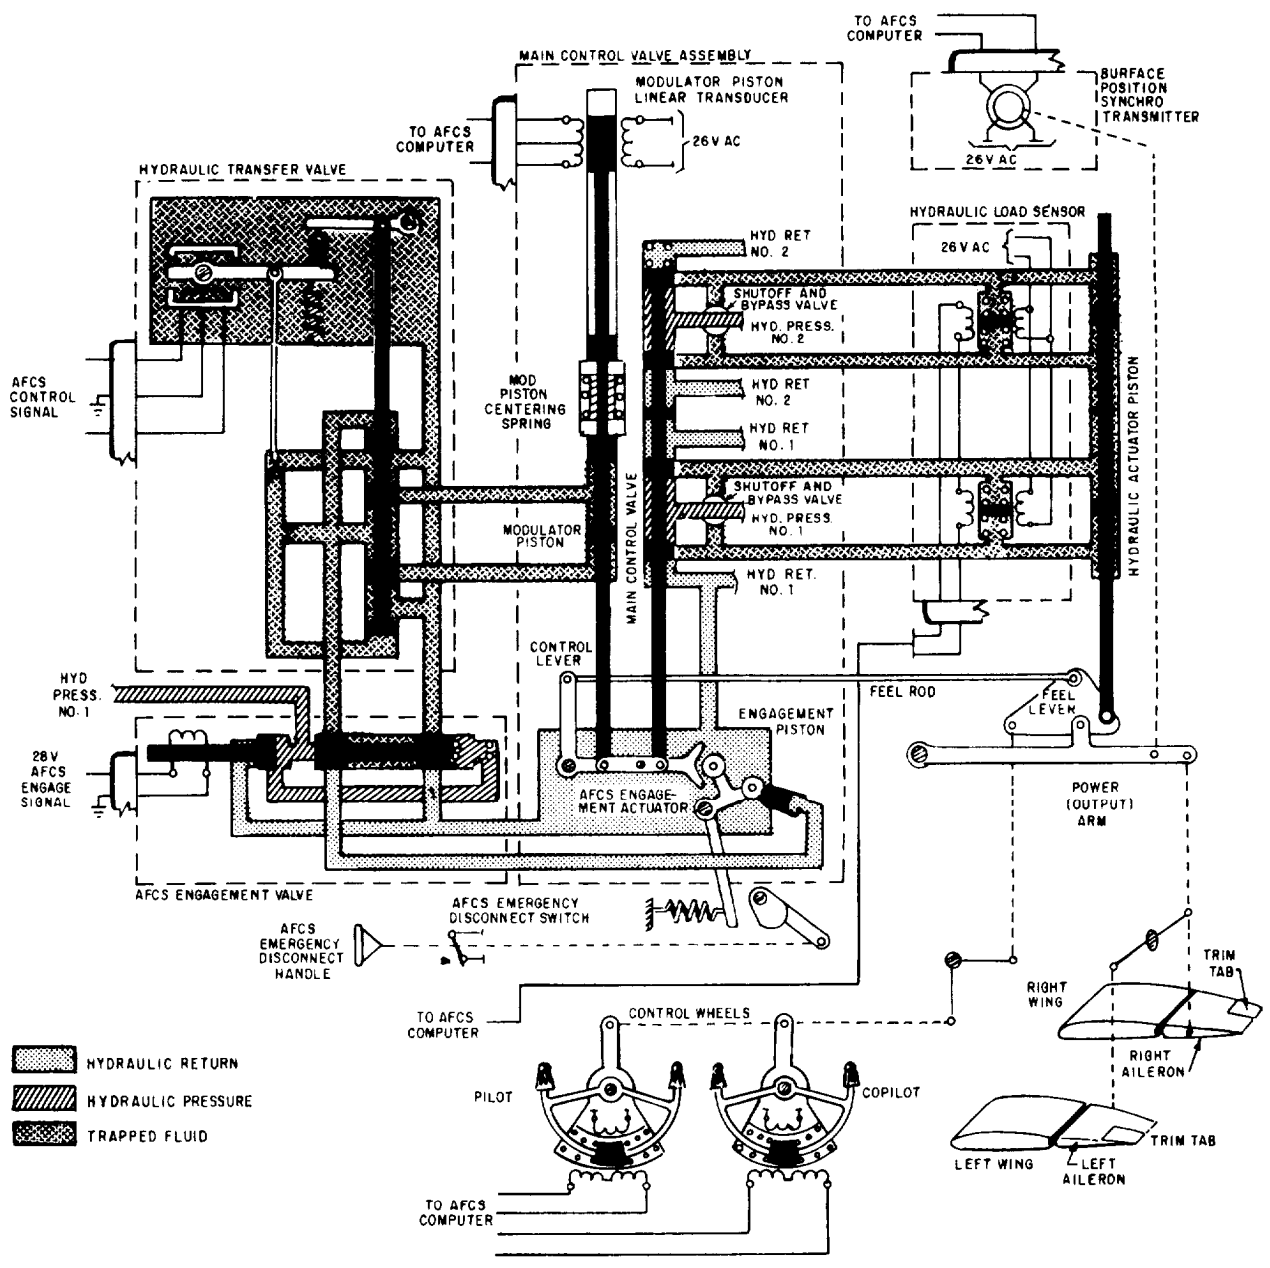 TO AFCS
COMPUTER
BURFACE
POSITION
SYNCHRO
TRANSMITTER
26V AC
MAIN CONTROL VALVE ASSEMBLY
MODULATOR PISTON
LINEAR TRANSDUCER
TO AFCS
COMPUTER
26V AC
HYDRAULIC TRANSFER VALVE
HYDRAULIC LOAD SENSOR
26V AC
HYD RET
NO. 2
SHUTOFF AND
BYPASS VALVE
HYD. PRESS.
NO. 2
AFCS
CONTROL
SIGNAL
MOD
PISTON
CENTERING
SPRING
HYD RET
NO. 2
HYD RET
NO. 1
HYDRAULIC ACTUATOR PISTON
SHUTOFF AND
BYPASS VALVE
HYD. PRESS.
NO. 1
MODULATOR
PISTON
MAIN CONTROL VALVE
HYD RET.
NO. 1
CONTROL
LEVER
HYD
PRESS.
NO. 1
FEEL ROD
FEEL
LEVER
ENGAGEMENT
PISTON
28V
AFCS
ENGAGE
SIGNAL
AFCS ENGAGE-
MENT ACTUATOR
POWER
(OUTPUT)
ARM
AFCS ENGAGEMENT VALVE
AFCS EMERGENCY
DISCONNECT SWITCH
AFCS
EMERGENCY
DISCONNECT
HANDLE
TRIM
TAB
RIGHT
WING
TO AFCS
COMPUTER
CONTROL WHEELS
RIGHT
AILERON
HYDRAULIC RETURN
HYDRAULIC PRESSURE
TRAPPED FLUID
PILOT
COPILOT
TRIM TAB
LEFT WING
LEFT
AILERON
TO AFCS
COMPUTER